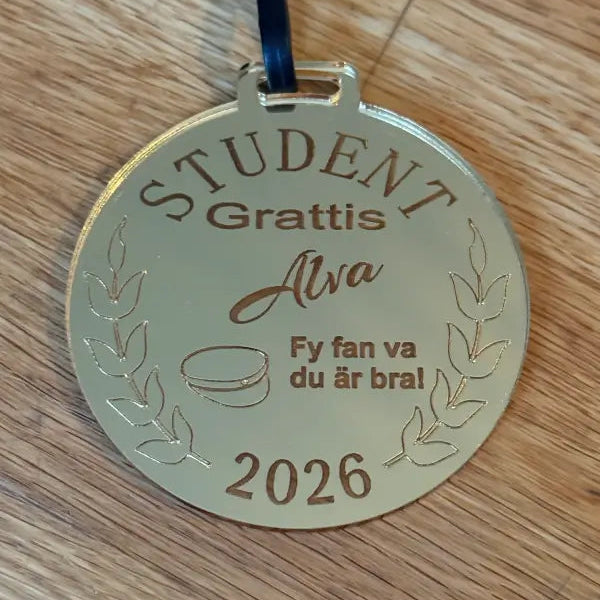 STUDENT
Grattis
Alva
Fy fan va
du är bra!
2026